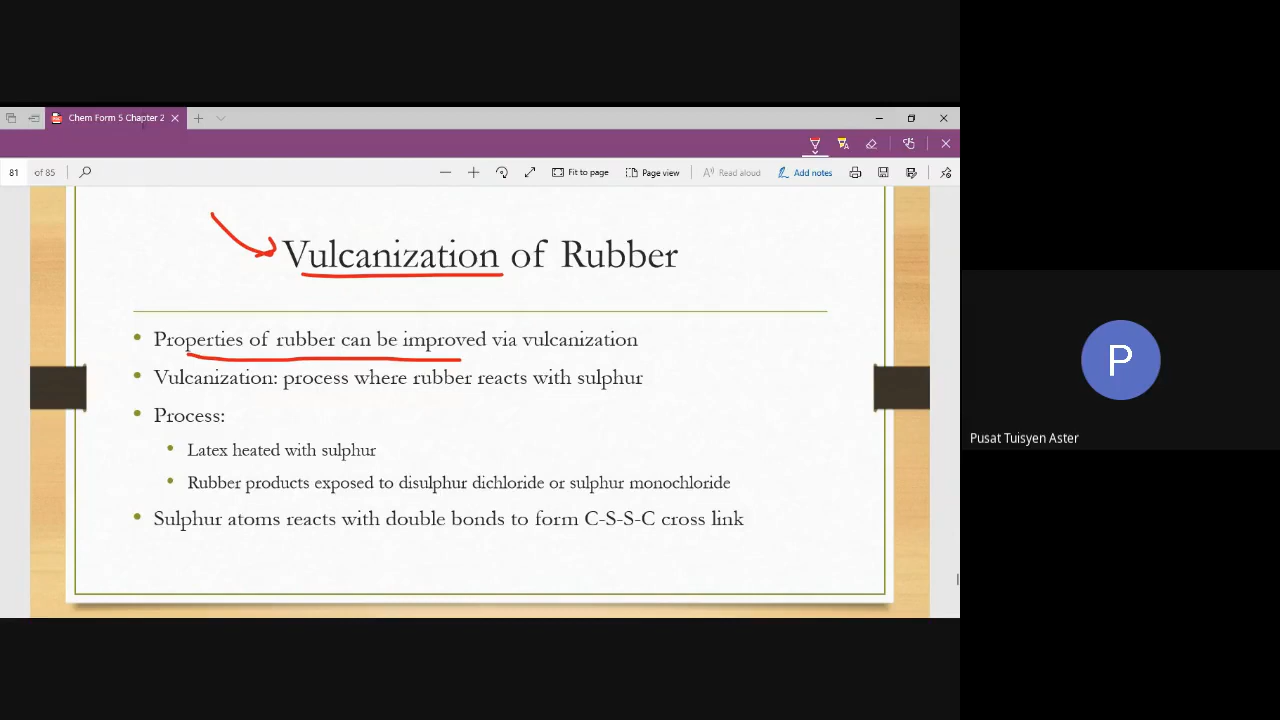 Chem Form 5 Chapter 2
81 of 85
Fit to page
Page view
Read aloud
Add notes
Vulcanization of Rubber
Properties of rubber can be improved via vulcanization
Vulcanization: process where rubber reacts with sulphur
Process:
Latex heated with sulphur
Rubber products exposed to disulphur dichloride or sulphur monochloride
Sulphur atoms reacts with double bonds to form C-S-S-C cross link
P
Pusat Tuisyen Aster